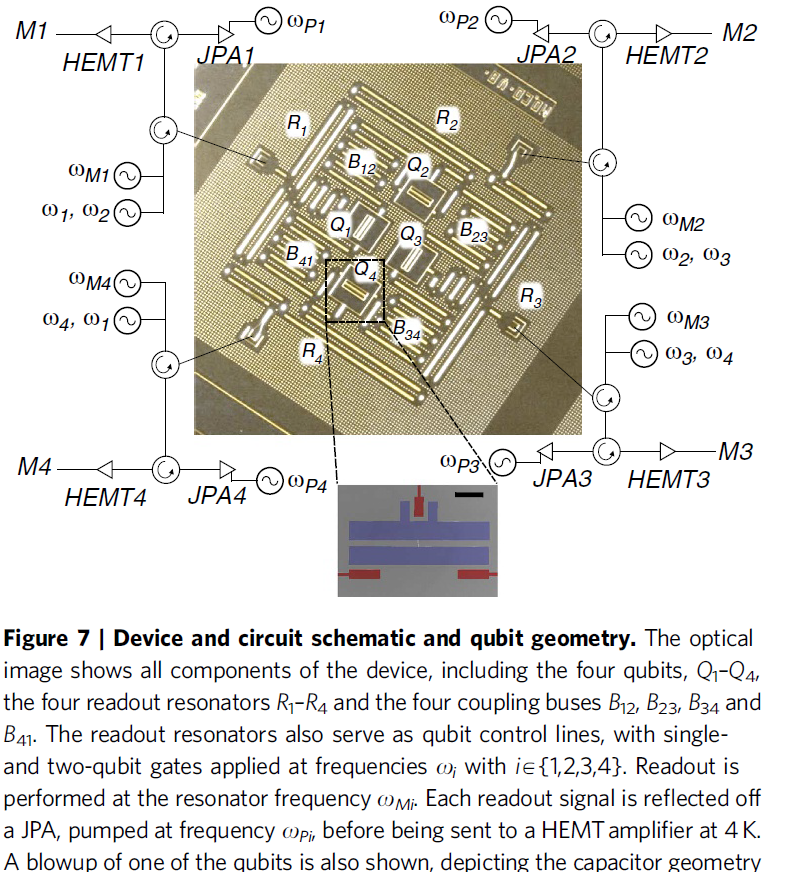 M1
HEMT1
JPA1
ωP1
ωP2
JPA2
HEMT2
M2
MOCO-VB
R1
R2
B12
Q2
ωM1
ω1, ω2
Q1
Q3
B23
ωM2
ω2, ω3
B41
Q4
ωM4
ω4, ω1
R3
ωM3
ω3, ω4
B34
R4
M4
HEMT4
JPA4
ωP4
ωP3
JPA3
HEMT3
M3
Figure 7 | Device and circuit schematic and qubit geometry. The optical
image shows all components of the device, including the four qubits, Q1–Q4,
the four readout resonators R1–R4 and the four coupling buses B12, B23, B34 and
B41. The readout resonators also serve as qubit control lines, with single-
and two-qubit gates applied at frequencies ωi with i∈{1,2,3,4}. Readout is
performed at the resonator frequency ωMi. Each readout signal is reflected off
a JPA, pumped at frequency ωPi, before being sent to a HEMT amplifier at 4 K.
A blowup of one of the qubits is also shown, depicting the capacitor geometry